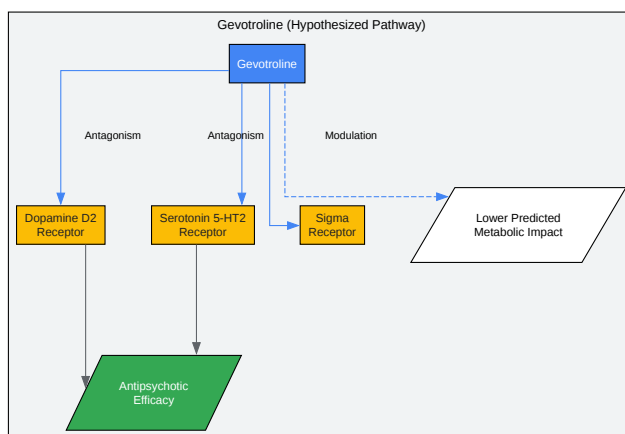 Gevotroline (Hypothesized Pathway)
Gevotroline
Antagonism
Antagonism
Modulation
Dopamine D2
Receptor
Serotonin 5-HT2
Receptor
Sigma
Receptor
Lower Predicted
Metabolic Impact
Antipsychotic
Efficacy